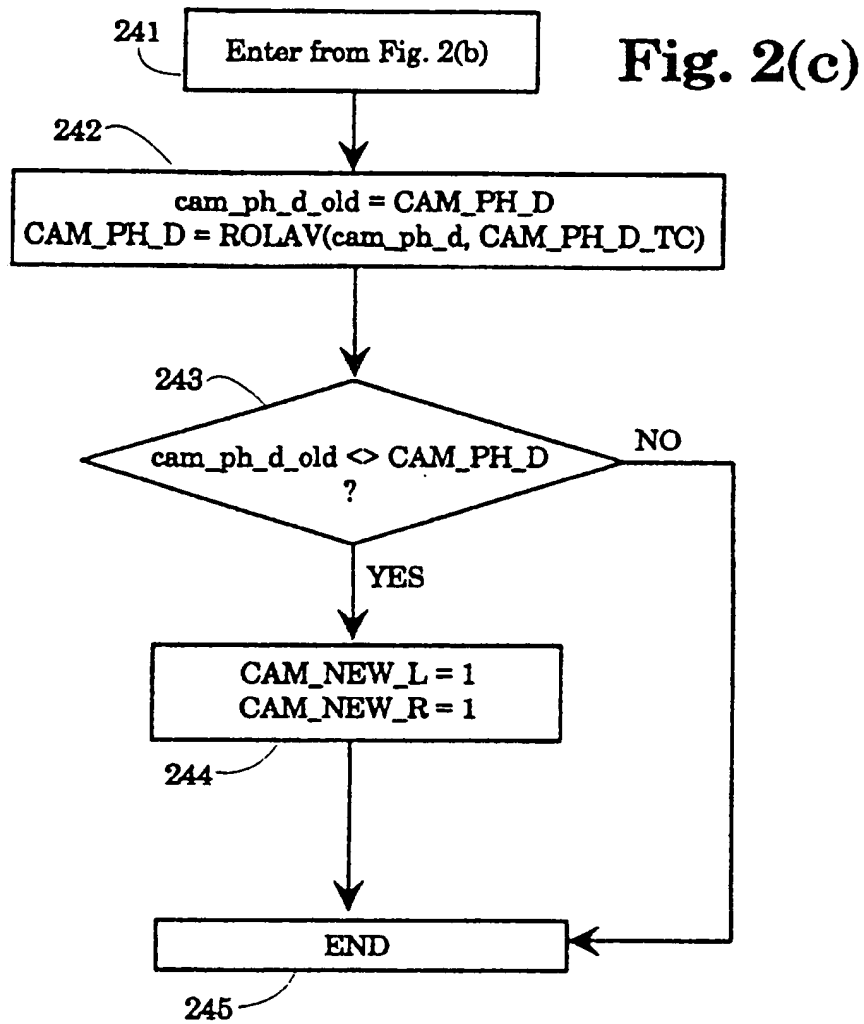 Fig. 2(c)
241
Enter from Fig. 2(b)
242
cam_ph_d_old = CAM_PH_D
CAM_PH_D = ROLAV(cam_ph_d, CAM_PH_D_TC)
243
cam_ph_d_old <> CAM_PH_D
?
NO
YES
CAM_NEW_L = 1
CAM_NEW_R = 1
244
END
245